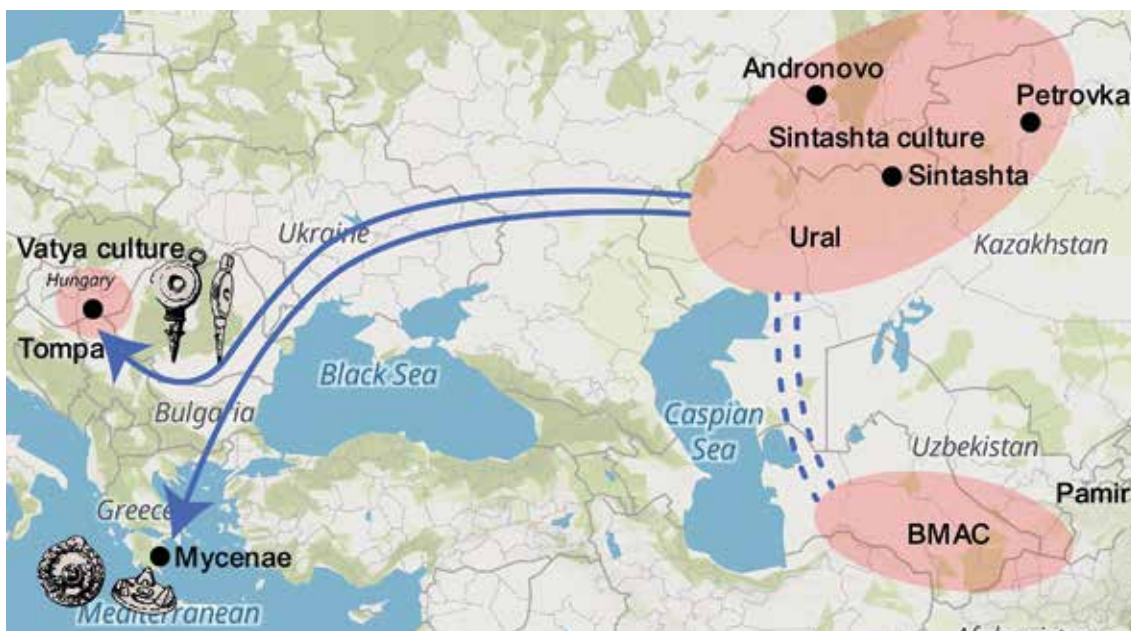 Andronovo
Petrovka
Sintashta culture
Sintashta
Ural
Kazakhstan
Ukraine
Vatya culture
Hungary
Tompa
Black Sea
Bulgaria
Caspian
Sea
Uzbekistan
Pamir
BMAC
Greece
Mycenae
Mediterranean